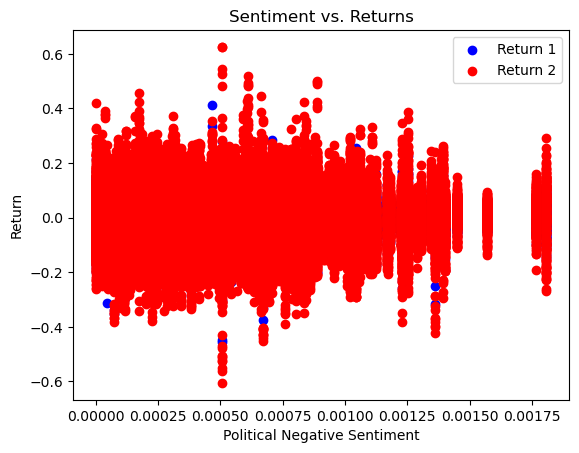 Sentiment vs. Returns
Return 1
Return 2
0.6
0.4
0.2
0.0
−0.2
−0.4
−0.6
Return
0.00000 0.00025 0.00050 0.00075 0.00100 0.00125 0.00150 0.00175
Political Negative Sentiment